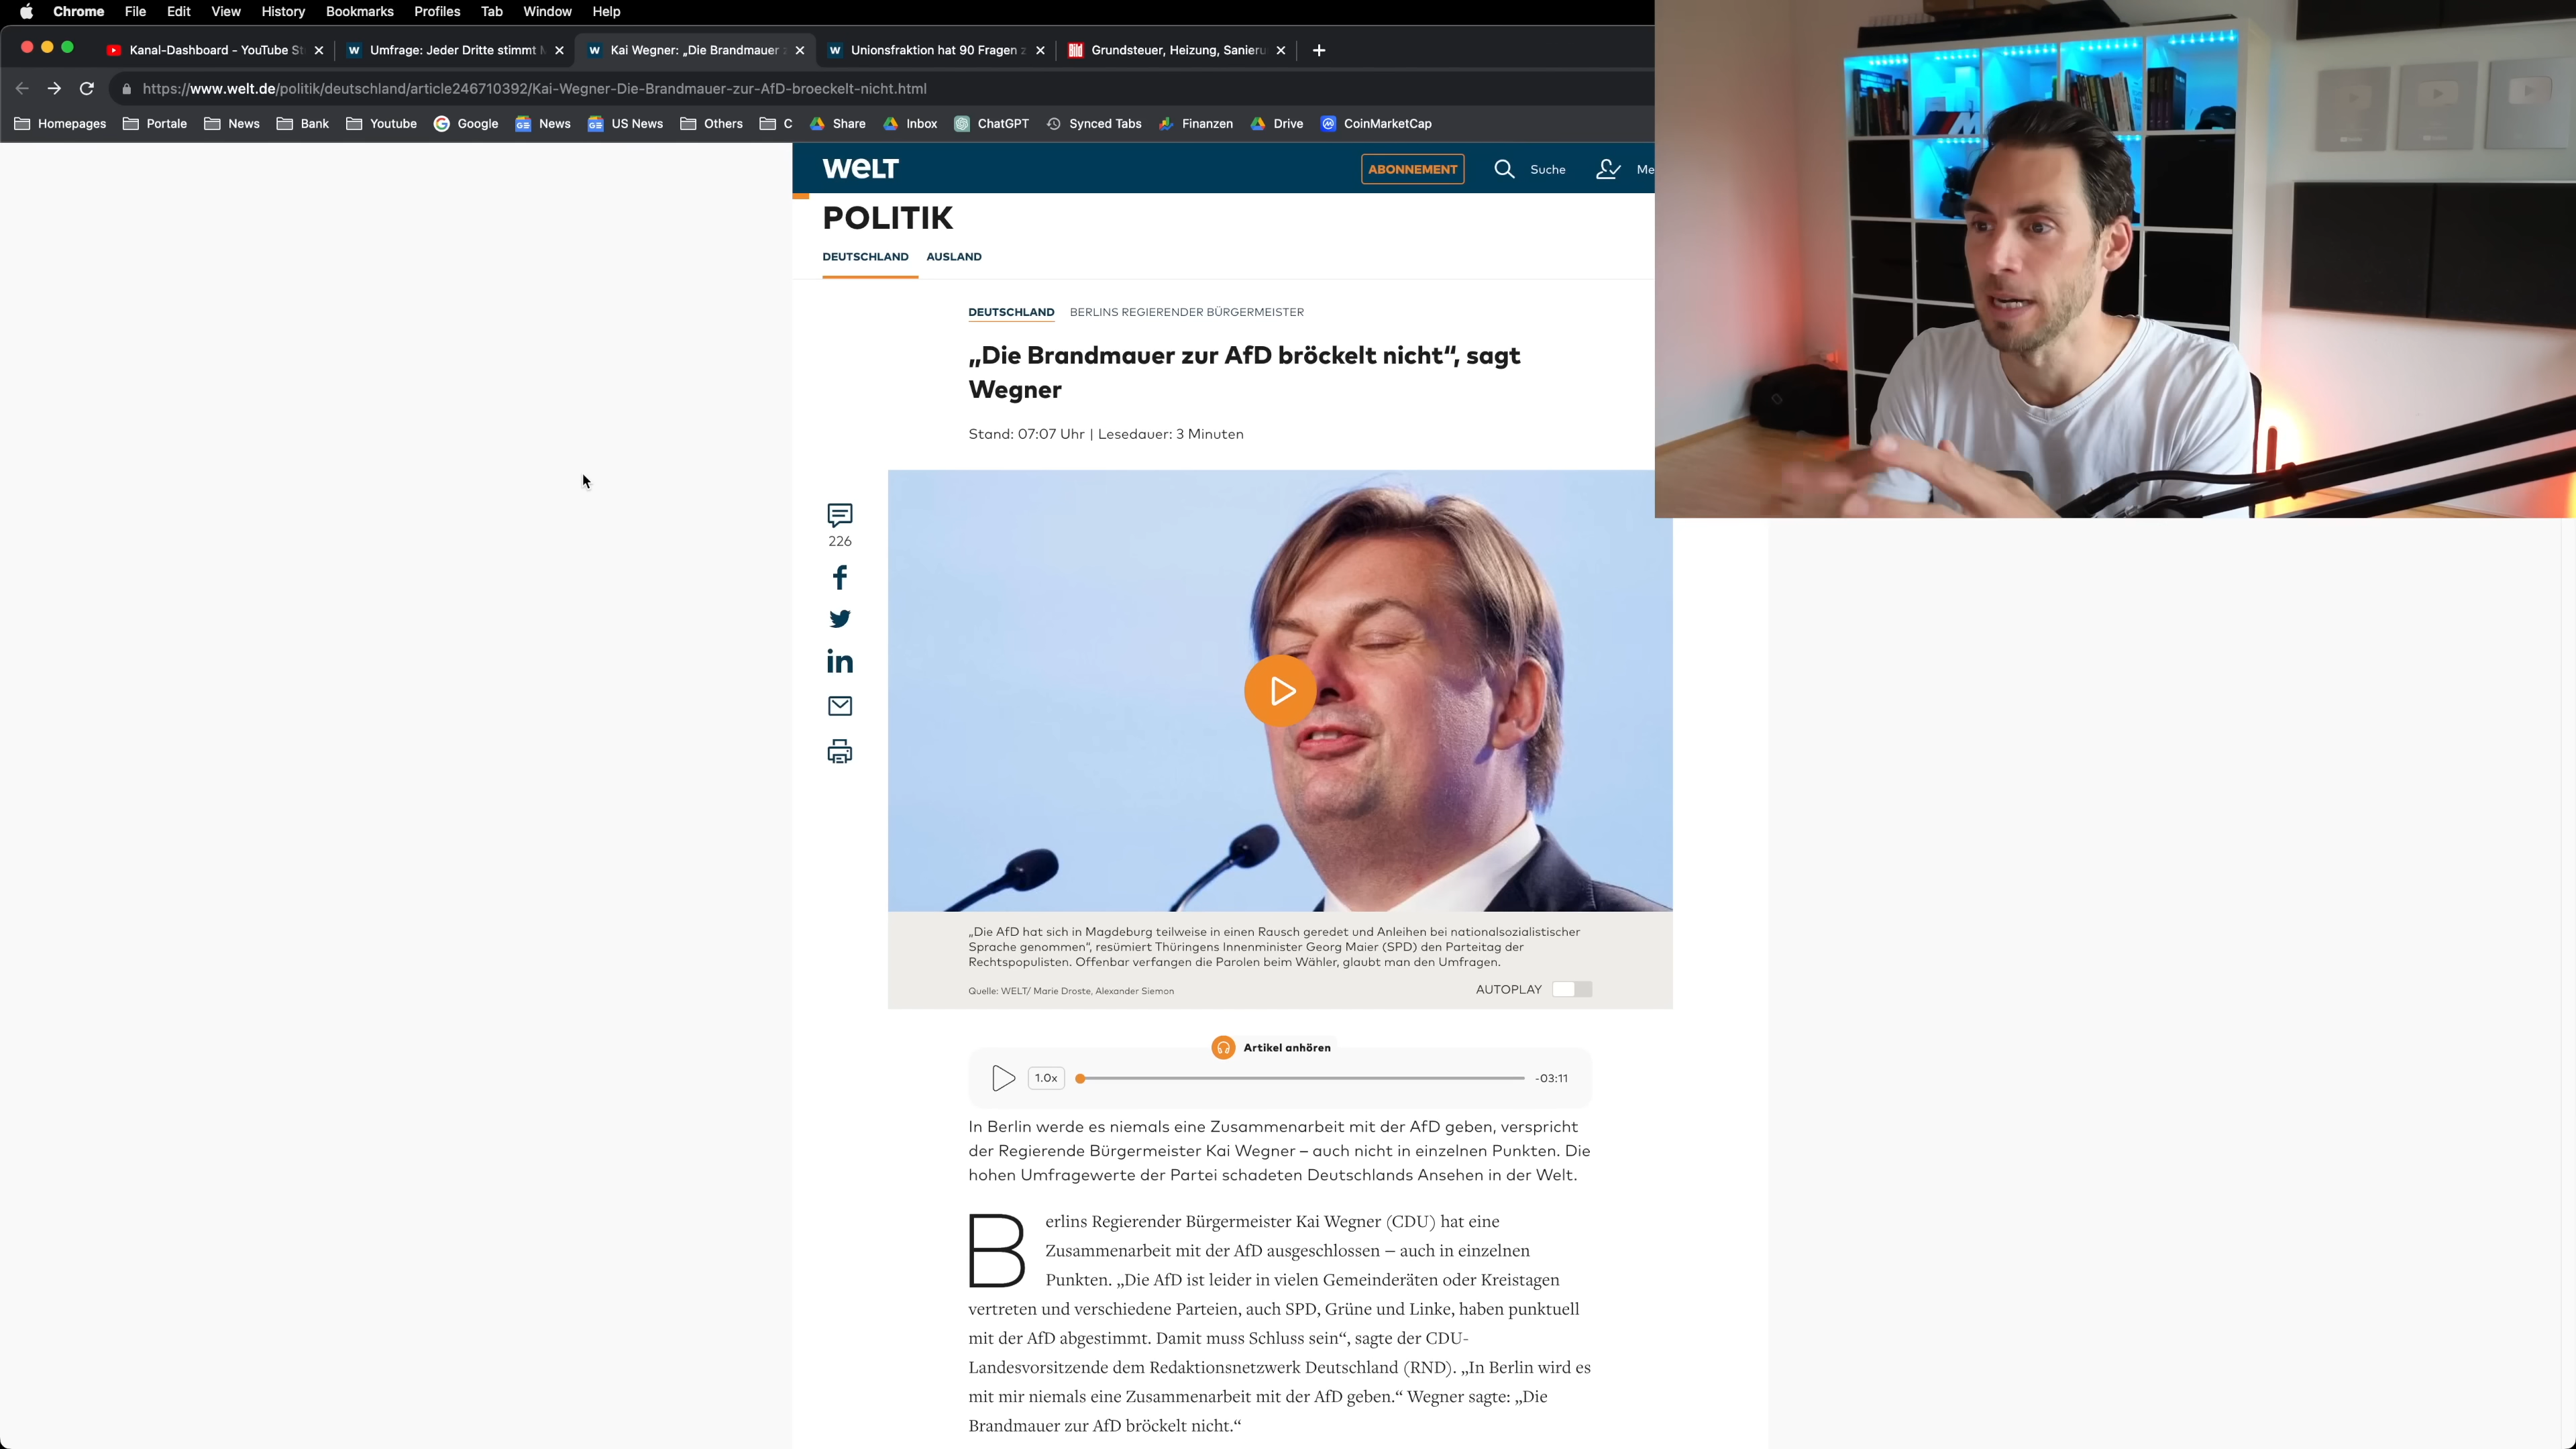 Chrome File Edit View History Bookmarks Profiles Tab Window Help
Kanal-Dashboard - YouTube St
Umfrage: Jeder Dritte stimmt
Kai Wegner: „Die Brandmauer
Unionsfraktion hat 90 Fragen
Grundsteuer, Heizung, Sanieru
https://www.welt.de/politik/deutschland/article246710392/Kai-Wegner-Die-Brandmauer-zur-AfD-broeckelt-nicht.html
Homepages Portale News Bank Youtube Google News US News Others C Share Inbox ChatGPT Synced Tabs Finanzen Drive CoinMarketCap
WELT
ABONNEMENT Suche Me
POLITIK
DEUTSCHLAND AUSLAND
DEUTSCHLAND BERLINS REGIERENDER BÜRGERMEISTER
„Die Brandmauer zur AfD bröckelt nicht“, sagt
Wegner
Stand: 07:07 Uhr | Lesedauer: 3 Minuten
226
„Die AfD hat sich in Magdeburg teilweise in einen Rausch geredet und Anleihen bei nationalsozialistischer
Sprache genommen“, resümiert Thüringens Innenminister Georg Maier (SPD) den Parteitag der
Rechtspopulisten. Offenbar verfangen die Parolen beim Wähler, glaubt man den Umfragen.
Quelle: WELT/ Marie Droste, Alexander Siemon
AUTOPLAY
Artikel anhören
1.0x
-03:11
In Berlin werde es niemals eine Zusammenarbeit mit der AfD geben, verspricht
der Regierende Bürgermeister Kai Wegner – auch nicht in einzelnen Punkten. Die
hohen Umfragewerte der Partei schadeten Deutschlands Ansehen in der Welt.
Berlins Regierender Bürgermeister Kai Wegner (CDU) hat eine
Zusammenarbeit mit der AfD ausgeschlossen – auch in einzelnen
Punkten. „Die AfD ist leider in vielen Gemeinderäten oder Kreistagen
vertreten und verschiedene Parteien, auch SPD, Grüne und Linke, haben punktuell
mit der AfD abgestimmt. Damit muss Schluss sein“, sagte der CDU-
Landesvorsitzende dem Redaktionsnetzwerk Deutschland (RND). „In Berlin wird es
mit mir niemals eine Zusammenarbeit mit der AfD geben.“ Wegner sagte: „Die
Brandmauer zur AfD bröckelt nicht.“